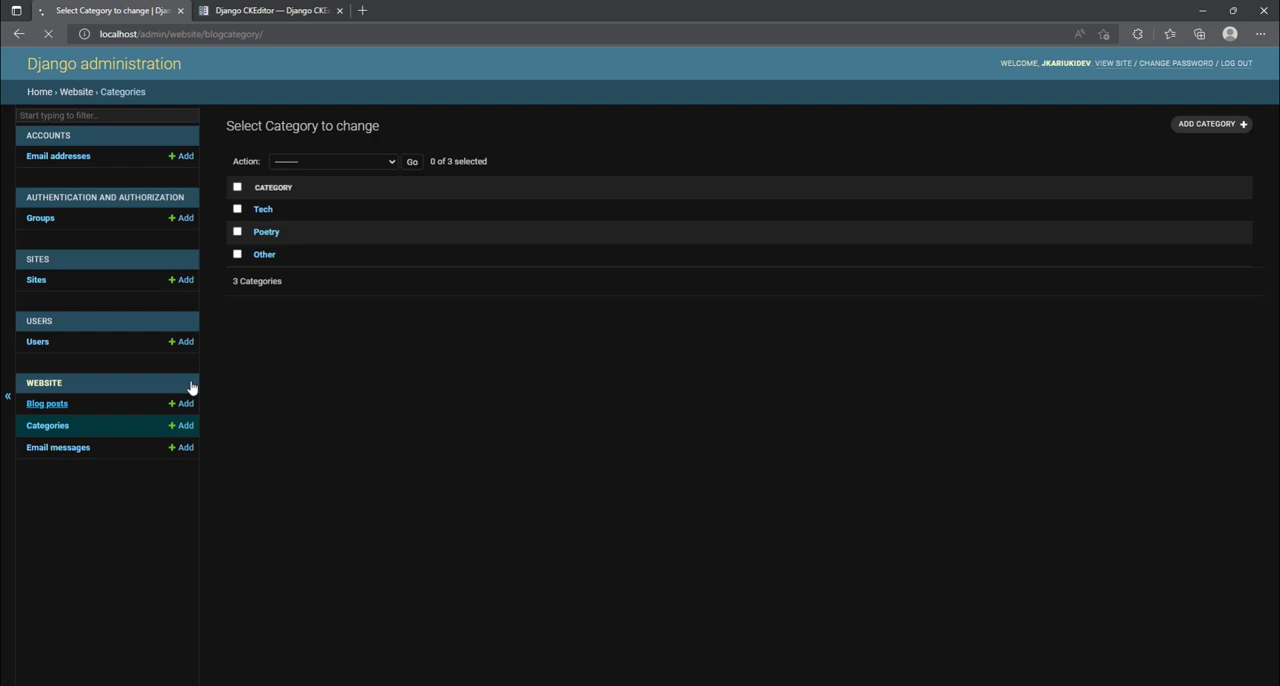 Select Category to change | Djan
Django CKEditor — Django CKE
localhost/admin/website/blogcategory/
Django administration
WELCOME, JKARIUKIDEV. VIEW SITE / CHANGE PASSWORD / LOG OUT
Home › Website › Categories
Start typing to filter...
ACCOUNTS
Email addresses + Add
AUTHENTICATION AND AUTHORIZATION
Groups + Add
SITES
Sites + Add
USERS
Users + Add
WEBSITE
Blog posts + Add
Categories + Add
Email messages + Add
«
Select Category to change
ADD CATEGORY +
Action: --------- Go 0 of 3 selected
CATEGORY
Tech
Poetry
Other
3 Categories